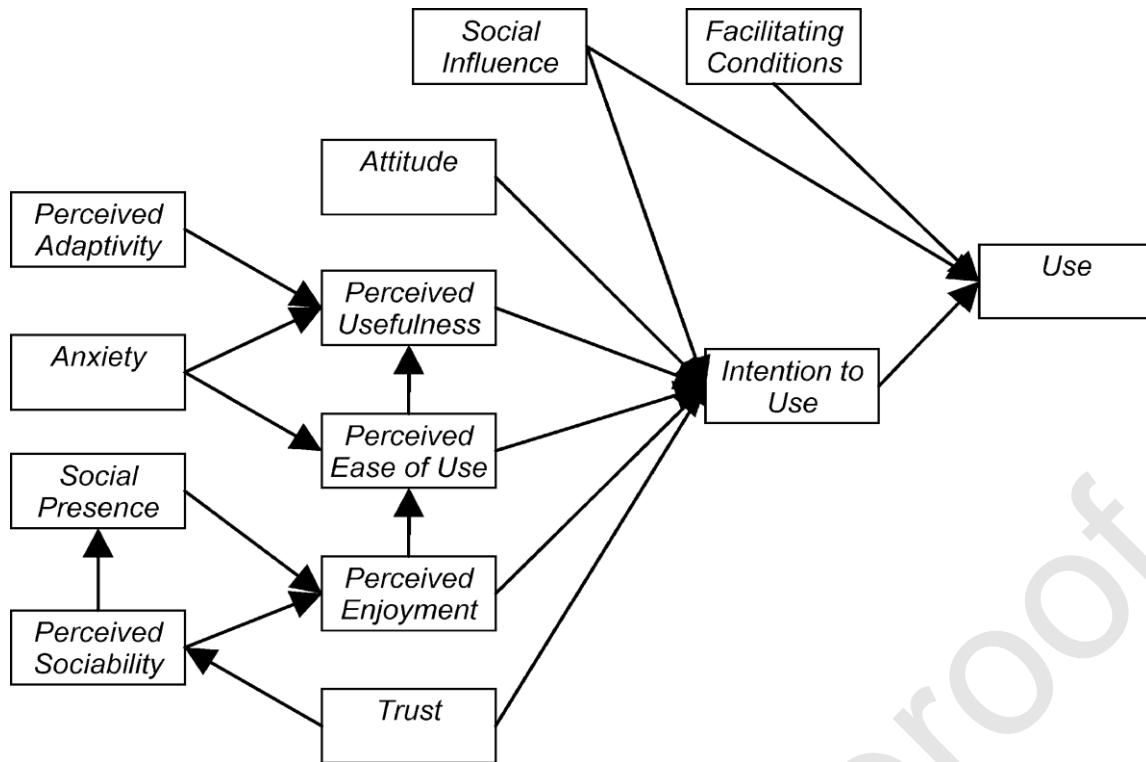 Social
Influence
Facilitating
Conditions
Attitude
Perceived
Adaptivity
Perceived
Usefulness
Use
Anxiety
Intention to
Use
Perceived
Ease of Use
Social
Presence
Perceived
Enjoyment
Perceived
Sociability
Trust
proof